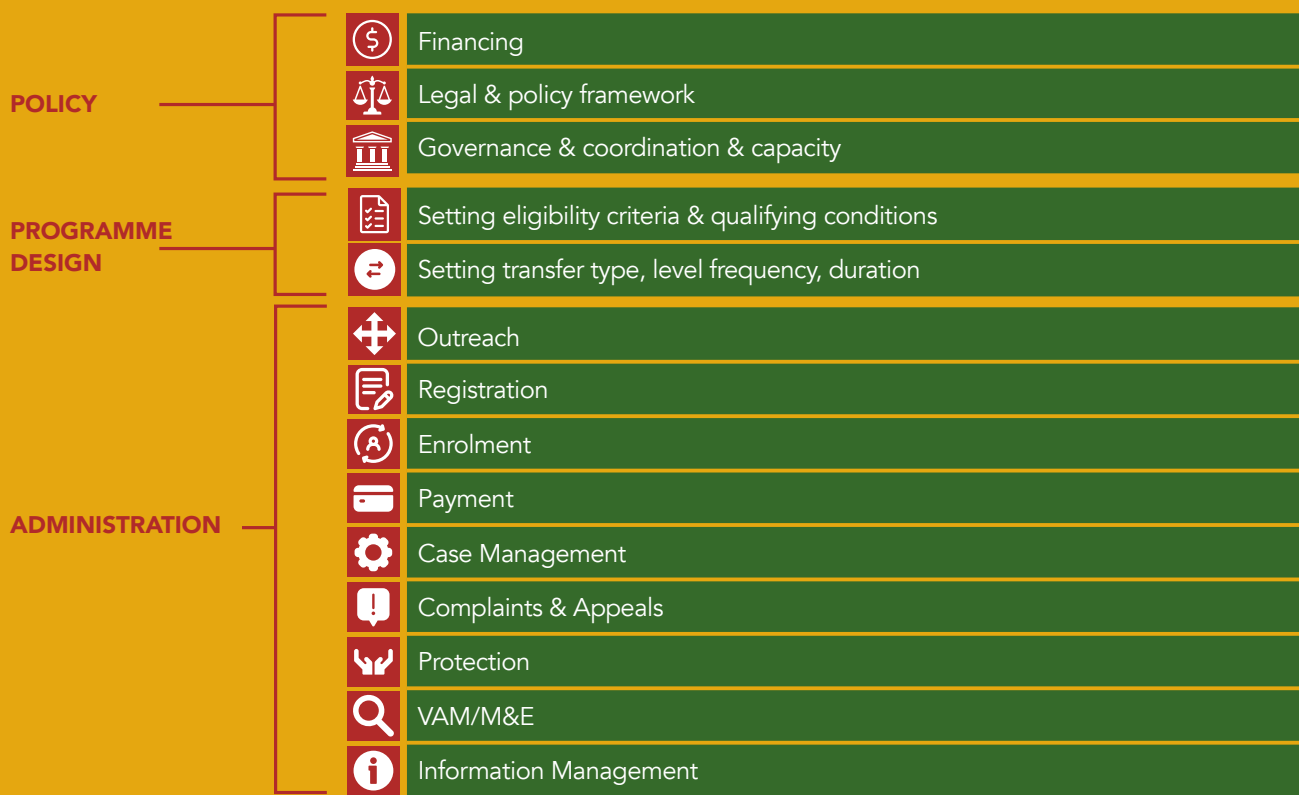 POLICY
Financing
Legal & policy framework
Governance & coordination & capacity
PROGRAMME
DESIGN
Setting eligibility criteria & qualifying conditions
Setting transfer type, level frequency, duration
ADMINISTRATION
Outreach
Registration
Enrolment
Payment
Case Management
Complaints & Appeals
Protection
VAM/M&E
Information Management